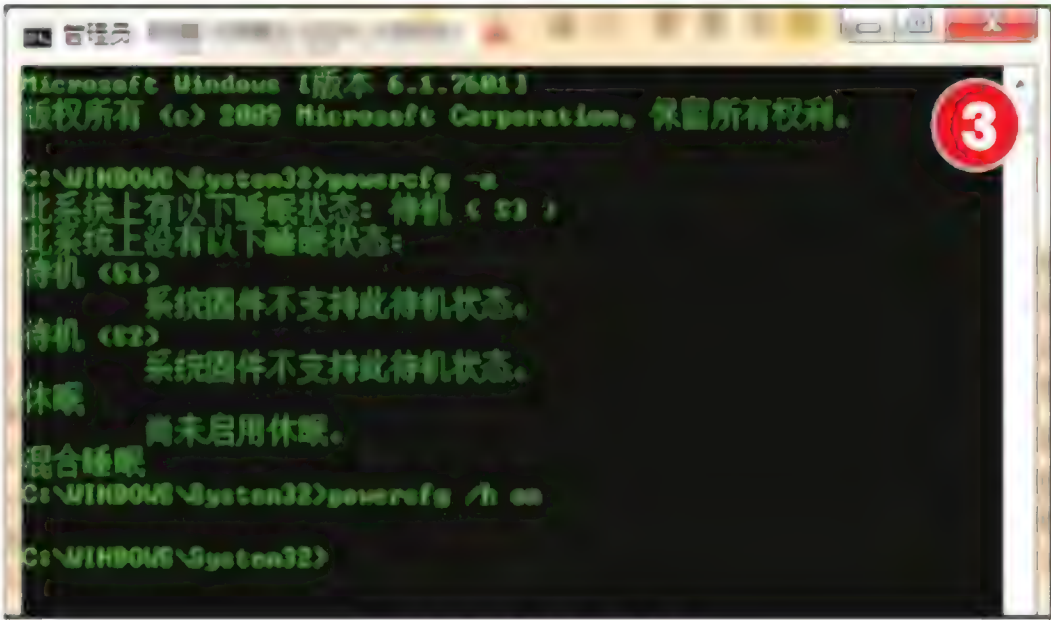 管理员
Microsoft Windows [版本 6.1.7601]
版权所有 (c) 2009 Microsoft Corporation。保留所有权利。
3
C:\WINDOWS\System32>powercfg -a
此系统上有以下睡眠状态: 待机 ( S3 )
此系统上没有以下睡眠状态:
待机 (S1)
系统固件不支持此待机状态。
待机 (S2)
系统固件不支持此待机状态。
休眠
尚未启用休眠。
混合睡眠
C:\WINDOWS\System32>powercfg /h on
C:\WINDOWS\System32>